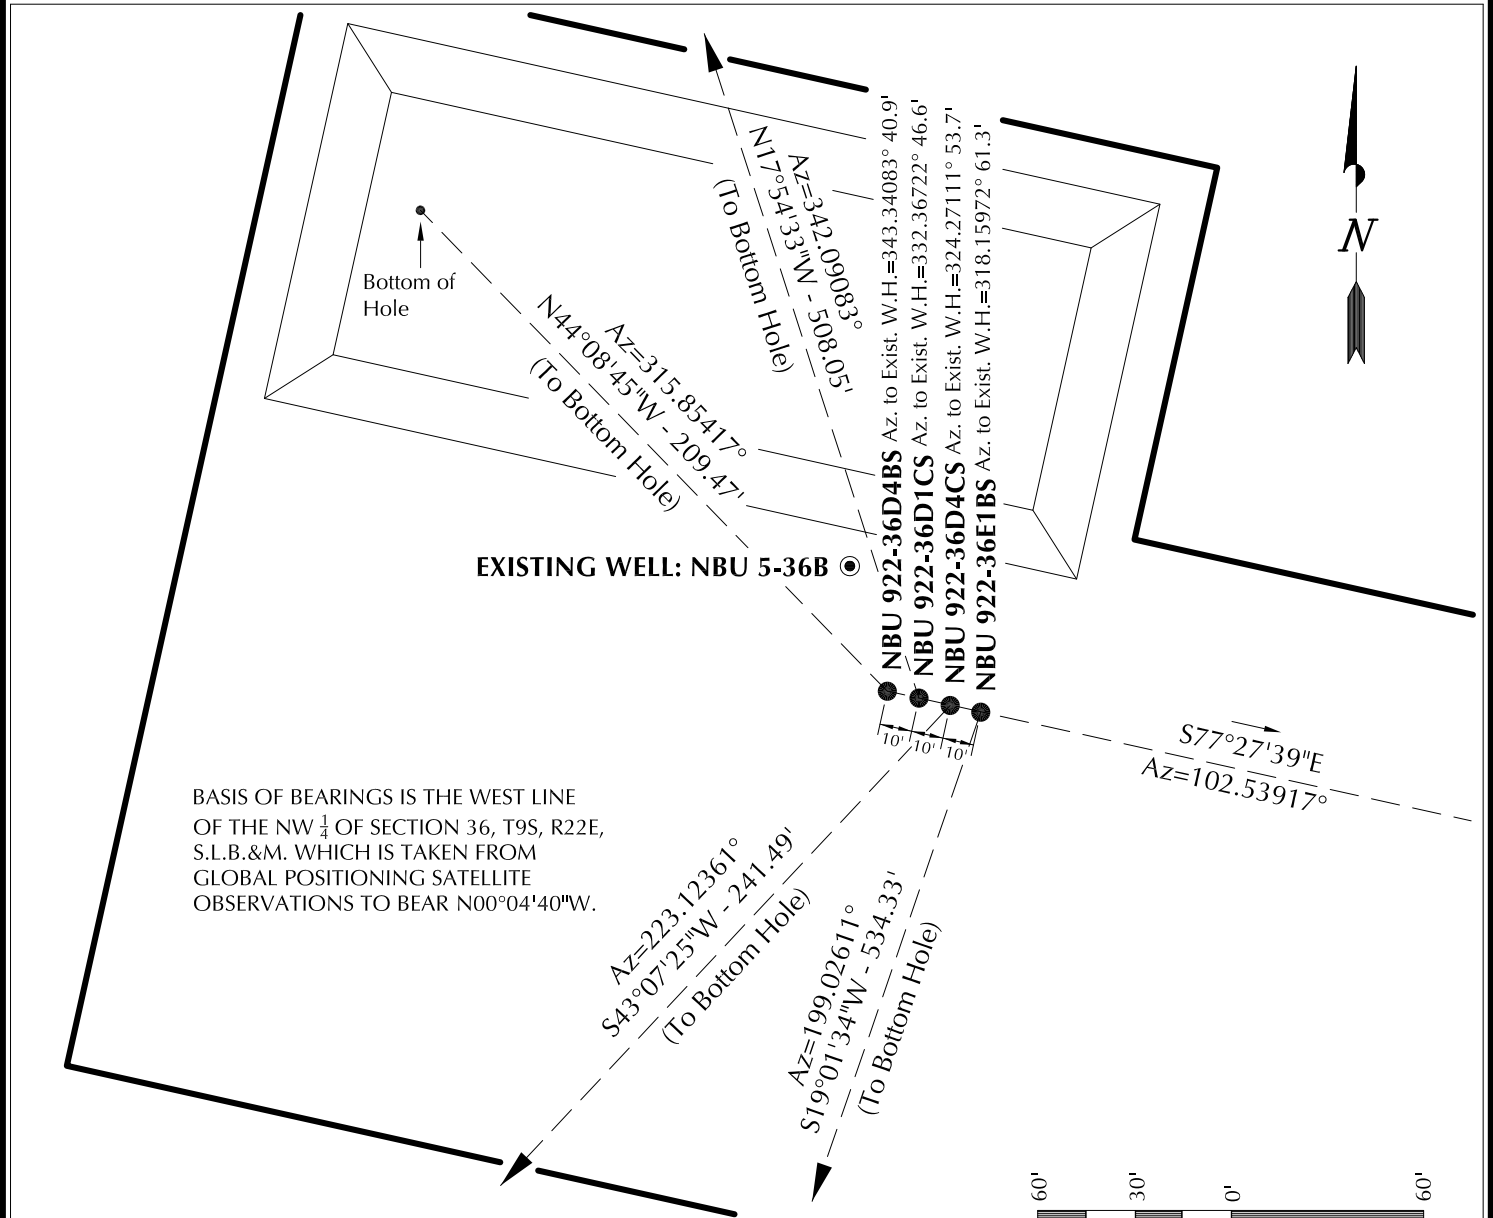 Az=342.09083°
N17°54'33"W - 508.05'
(To Bottom Hole)
NBU 922-36D4BS Az. to Exist. W.H.=343.34083° 40.9'
NBU 922-36D1CS Az. to Exist. W.H.=332.36722° 46.6'
NBU 922-36D4CS Az. to Exist. W.H.=324.27111° 53.7'
NBU 922-36E1BS Az. to Exist. W.H.=318.15972° 61.3'
N
Bottom of
Hole
Az=315.85417°
N44°08'45"W - 209.47'
(To Bottom Hole)
EXISTING WELL: NBU 5-36B
10'
10'
10'
S77°27'39"E
Az=102.53917°
BASIS OF BEARINGS IS THE WEST LINE
OF THE NW 1/4 OF SECTION 36, T9S, R22E,
S.L.B.&M. WHICH IS TAKEN FROM
GLOBAL POSITIONING SATELLITE
OBSERVATIONS TO BEAR N00°04'40"W.
Az=223.12361°
S43°07'25"W - 241.49'
(To Bottom Hole)
Az=199.02611°
S19°01'34"W - 534.33'
(To Bottom Hole)
60'
30'
0'
60'